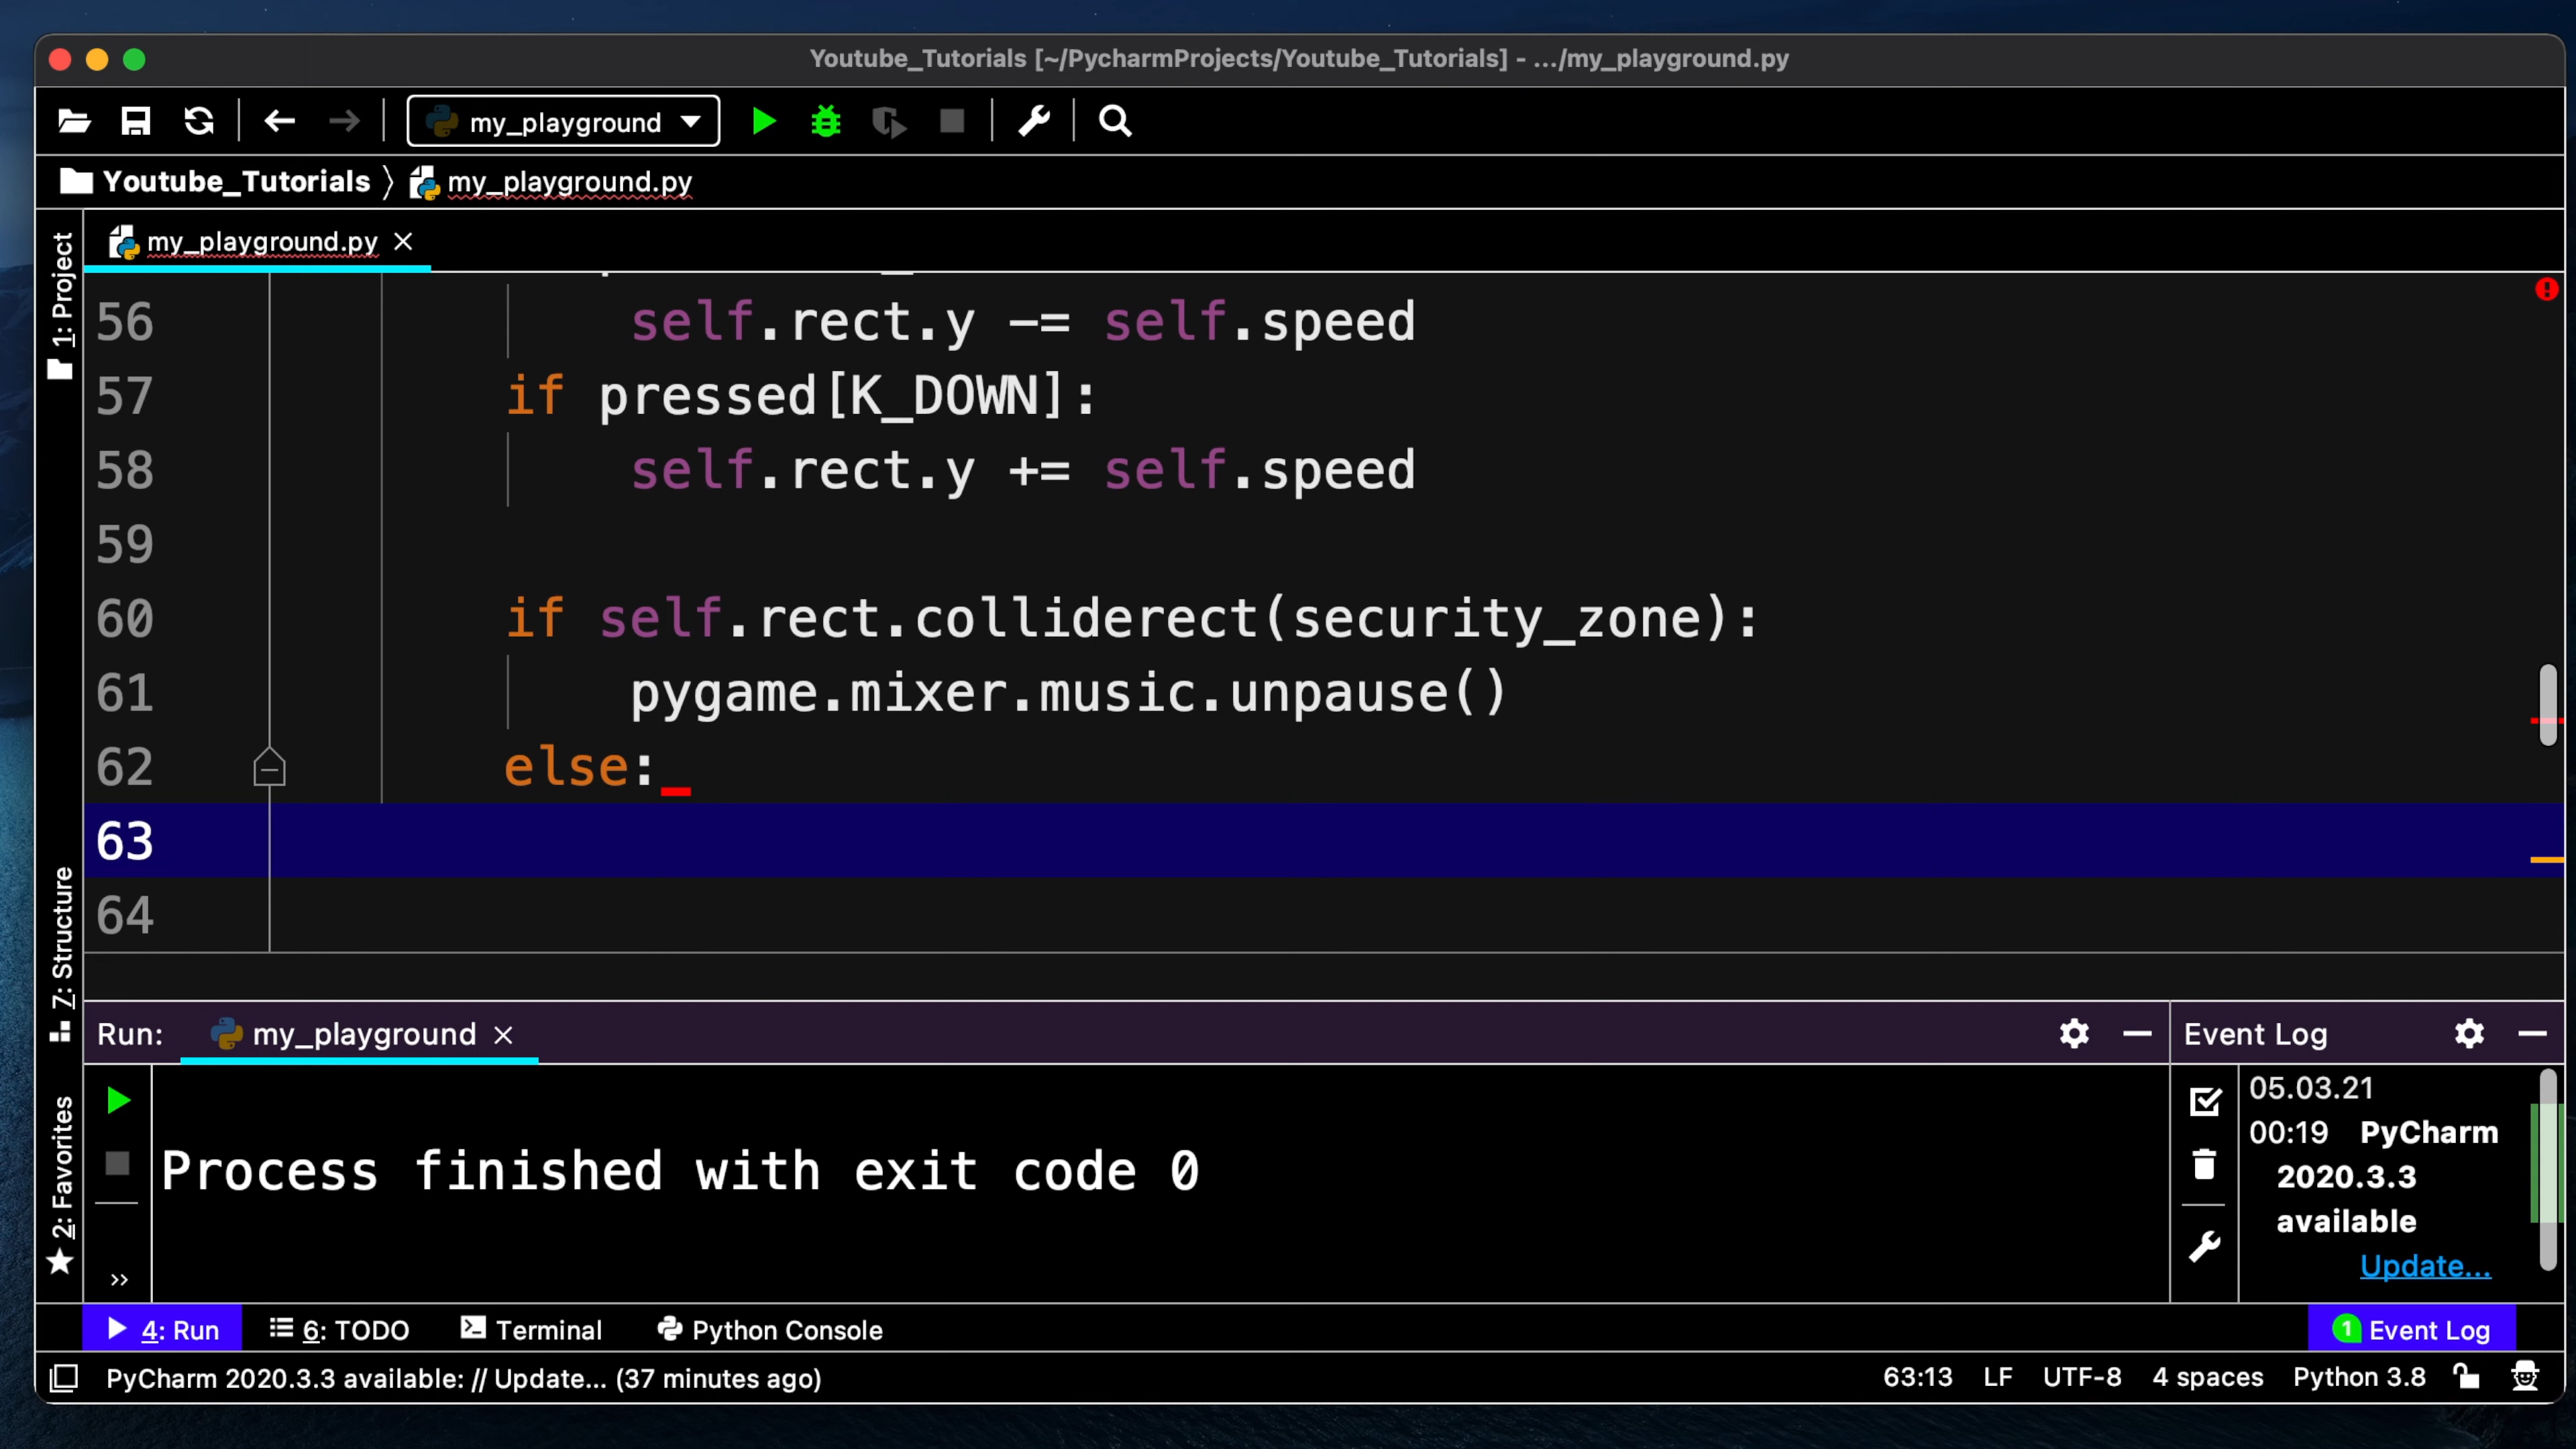 Youtube_Tutorials [~/PycharmProjects/Youtube_Tutorials] - .../my_playground.py
my_playground
Youtube_Tutorials 〉 my_playground.py
1: Project
my_playground.py
56 self.rect.y -= self.speed
57 if pressed[K_DOWN]:
58 self.rect.y += self.speed
59
60 if self.rect.colliderect(security_zone):
61 pygame.mixer.music.unpause()
62 else:
63
64
7: Structure
Run: my_playground
Event Log
2: Favorites
Process finished with exit code 0
05.03.21
00:19 PyCharm
2020.3.3
available
Update...
4: Run 6: TODO Terminal Python Console 1 Event Log
PyCharm 2020.3.3 available: // Update... (37 minutes ago) 63:13 LF UTF-8 4 spaces Python 3.8